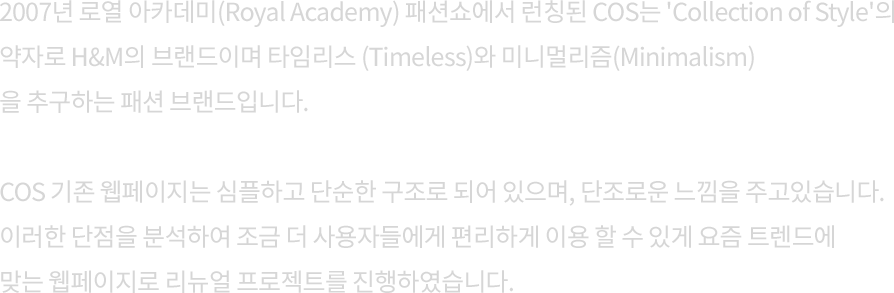 2007년 로열 아카데미(Royal Academy) 패션쇼에서 런칭된 COS는 'Collection of Style'의
약자로 H&M의 브랜드이며 타임리스 (Timeless)와 미니멀리즘(Minimalism)
을 추구하는 패션 브랜드입니다.
COS 기존 웹페이지는 심플하고 단순한 구조로 되어 있으며, 단조로운 느낌을 주고있습니다.
이러한 단점을 분석하여 조금 더 사용자들에게 편리하게 이용 할 수 있게 요즘 트렌드에
맞는 웹페이지로 리뉴얼 프로젝트를 진행하였습니다.